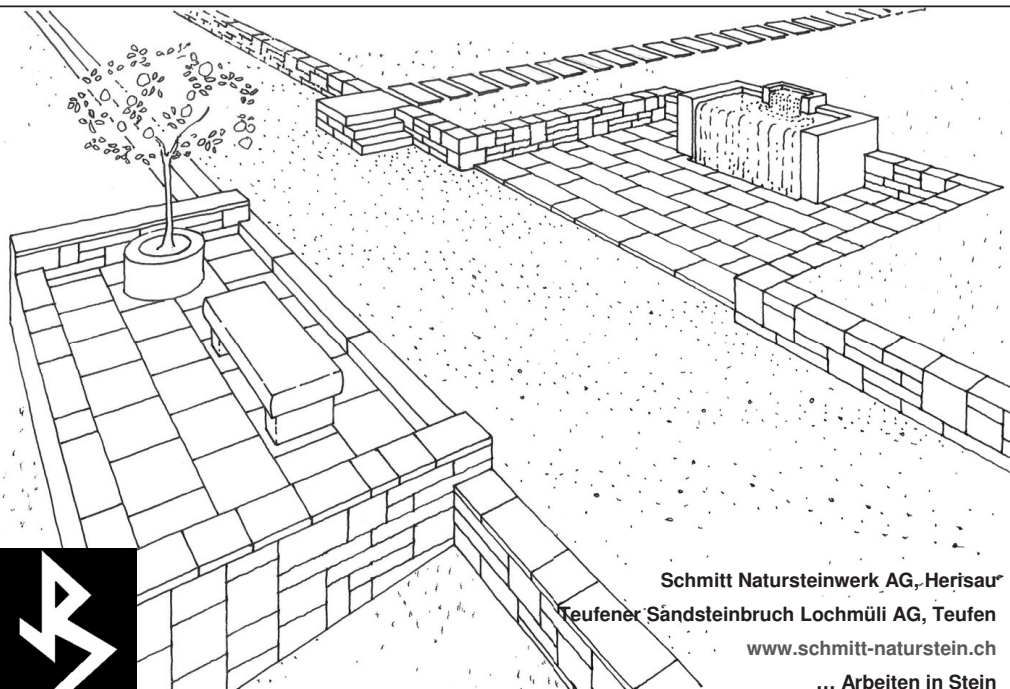 Schmitt Natursteinwerk AG, Herisau
Teufener Sandsteinbruch Lochmüli AG, Teufen
www.schmitt-naturstein.ch
... Arbeiten in Stein